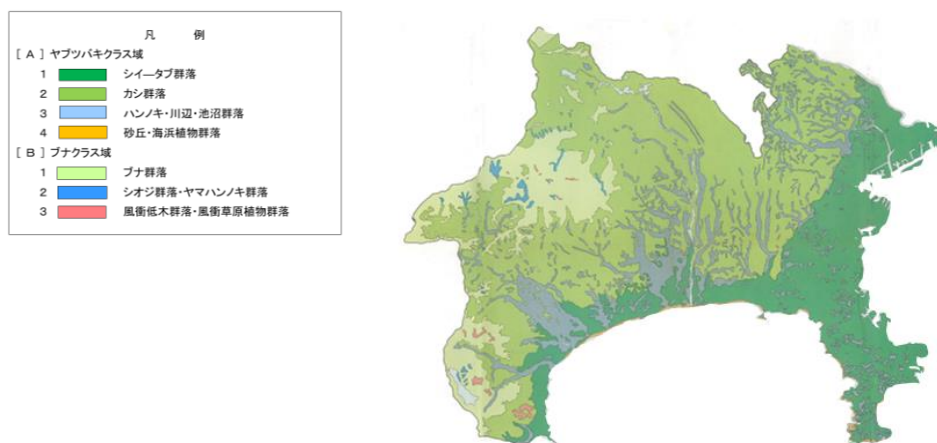 凡 例
[ A ] ヤブツバキクラス域
1 シイ―タブ群落
2 カシ群落
3 ハンノキ・川辺・池沼群落
4 砂丘・海浜植物群落
[ B ] ブナクラス域
1 ブナ群落
2 シオジ群落・ヤマハンノキ群落
3 風衝低木群落・風衝草原植物群落